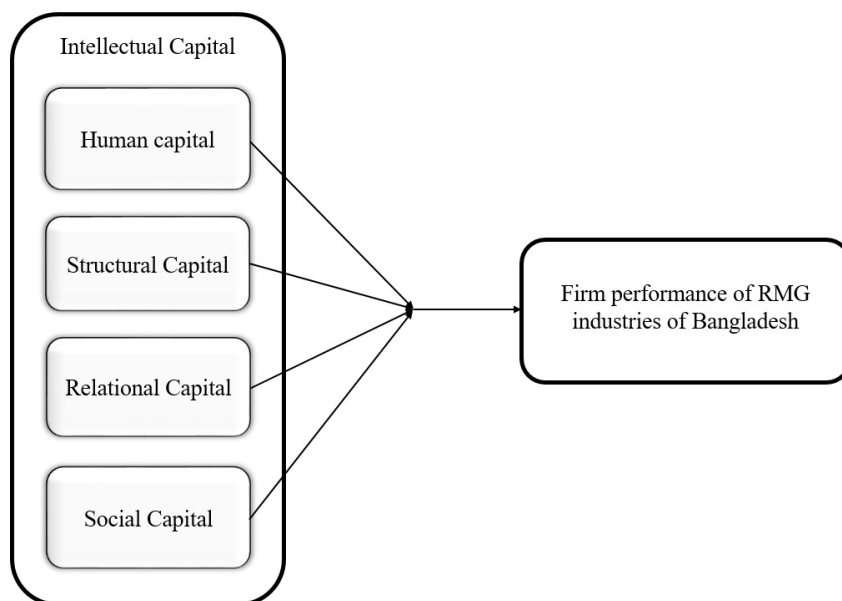 Intellectual Capital
Human capital
Structural Capital
Relational Capital
Social Capital
Firm performance of RMG
industries of Bangladesh